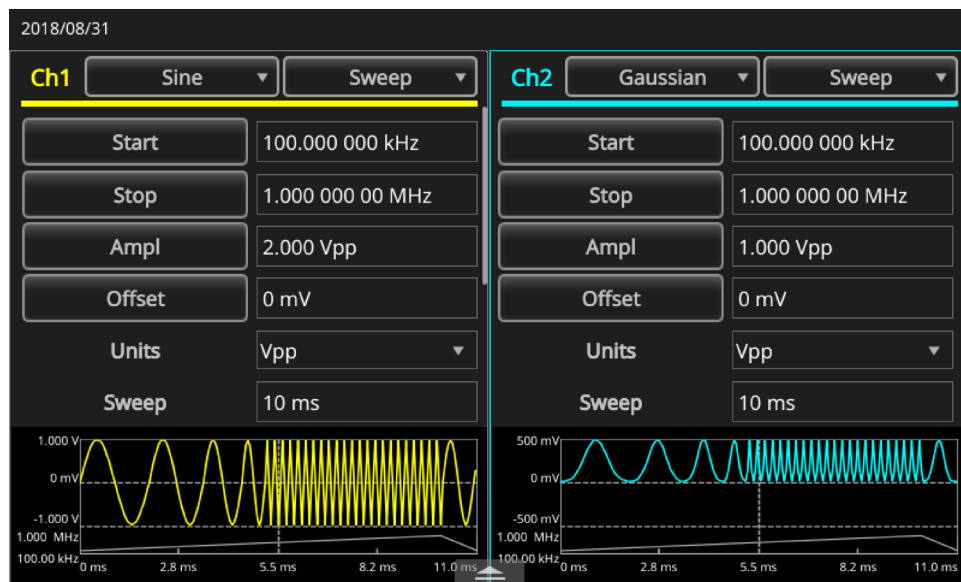 2018/08/31
Ch1 Sine Sweep
Start 100.000 000 kHz
Stop 1.000 000 00 MHz
Ampl 2.000 Vpp
Offset 0 mV
Units Vpp
Sweep 10 ms
1.000 V
0 mV
-1.000 V
1.000 MHz
100.00 kHz
0 ms 2.8 ms 5.5 ms 8.2 ms 11.0 ms
Ch2 Gaussian Sweep
Start 100.000 000 kHz
Stop 1.000 000 00 MHz
Ampl 1.000 Vpp
Offset 0 mV
Units Vpp
Sweep 10 ms
500 mV
0 mV
-500 mV
1.000 MHz
100.00 kHz
0 ms 2.8 ms 5.5 ms 8.2 ms 11.0 ms